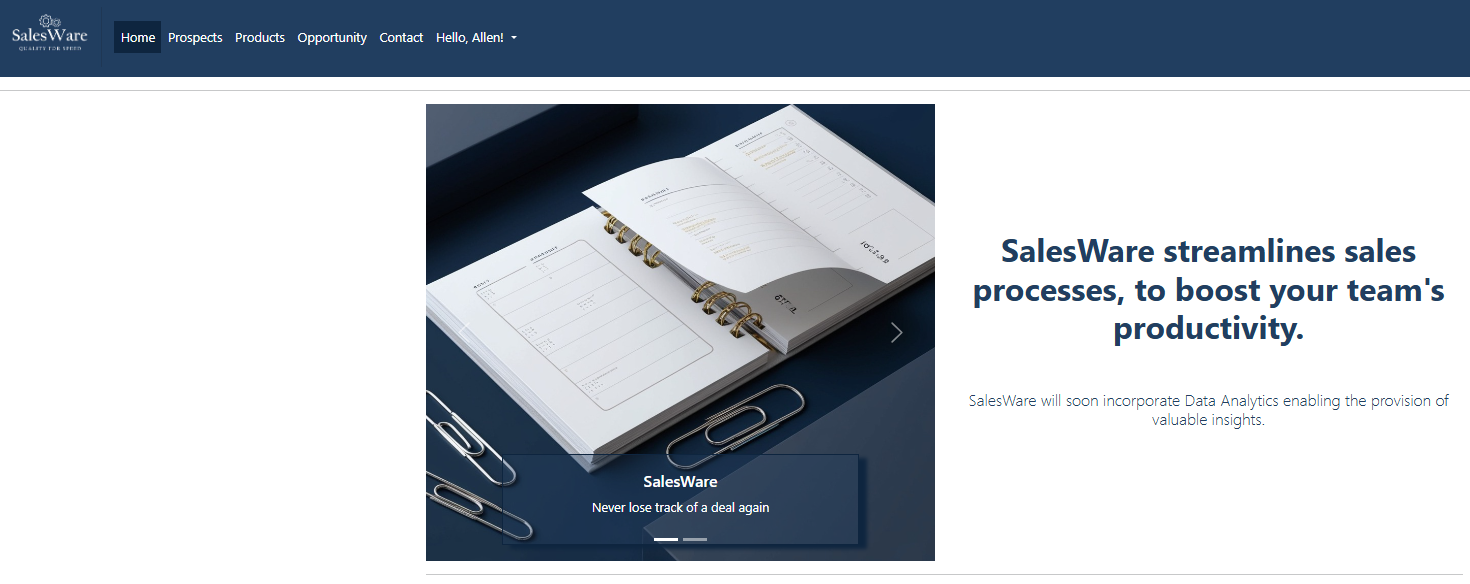 SalesWare
QUALITY FOR SPEED
Home Prospects Products Opportunity Contact Hello, Allen!
SalesWare streamlines sales
processes, to boost your team's
productivity.
SalesWare will soon incorporate Data Analytics enabling the provision of
valuable insights.
SalesWare
Never lose track of a deal again